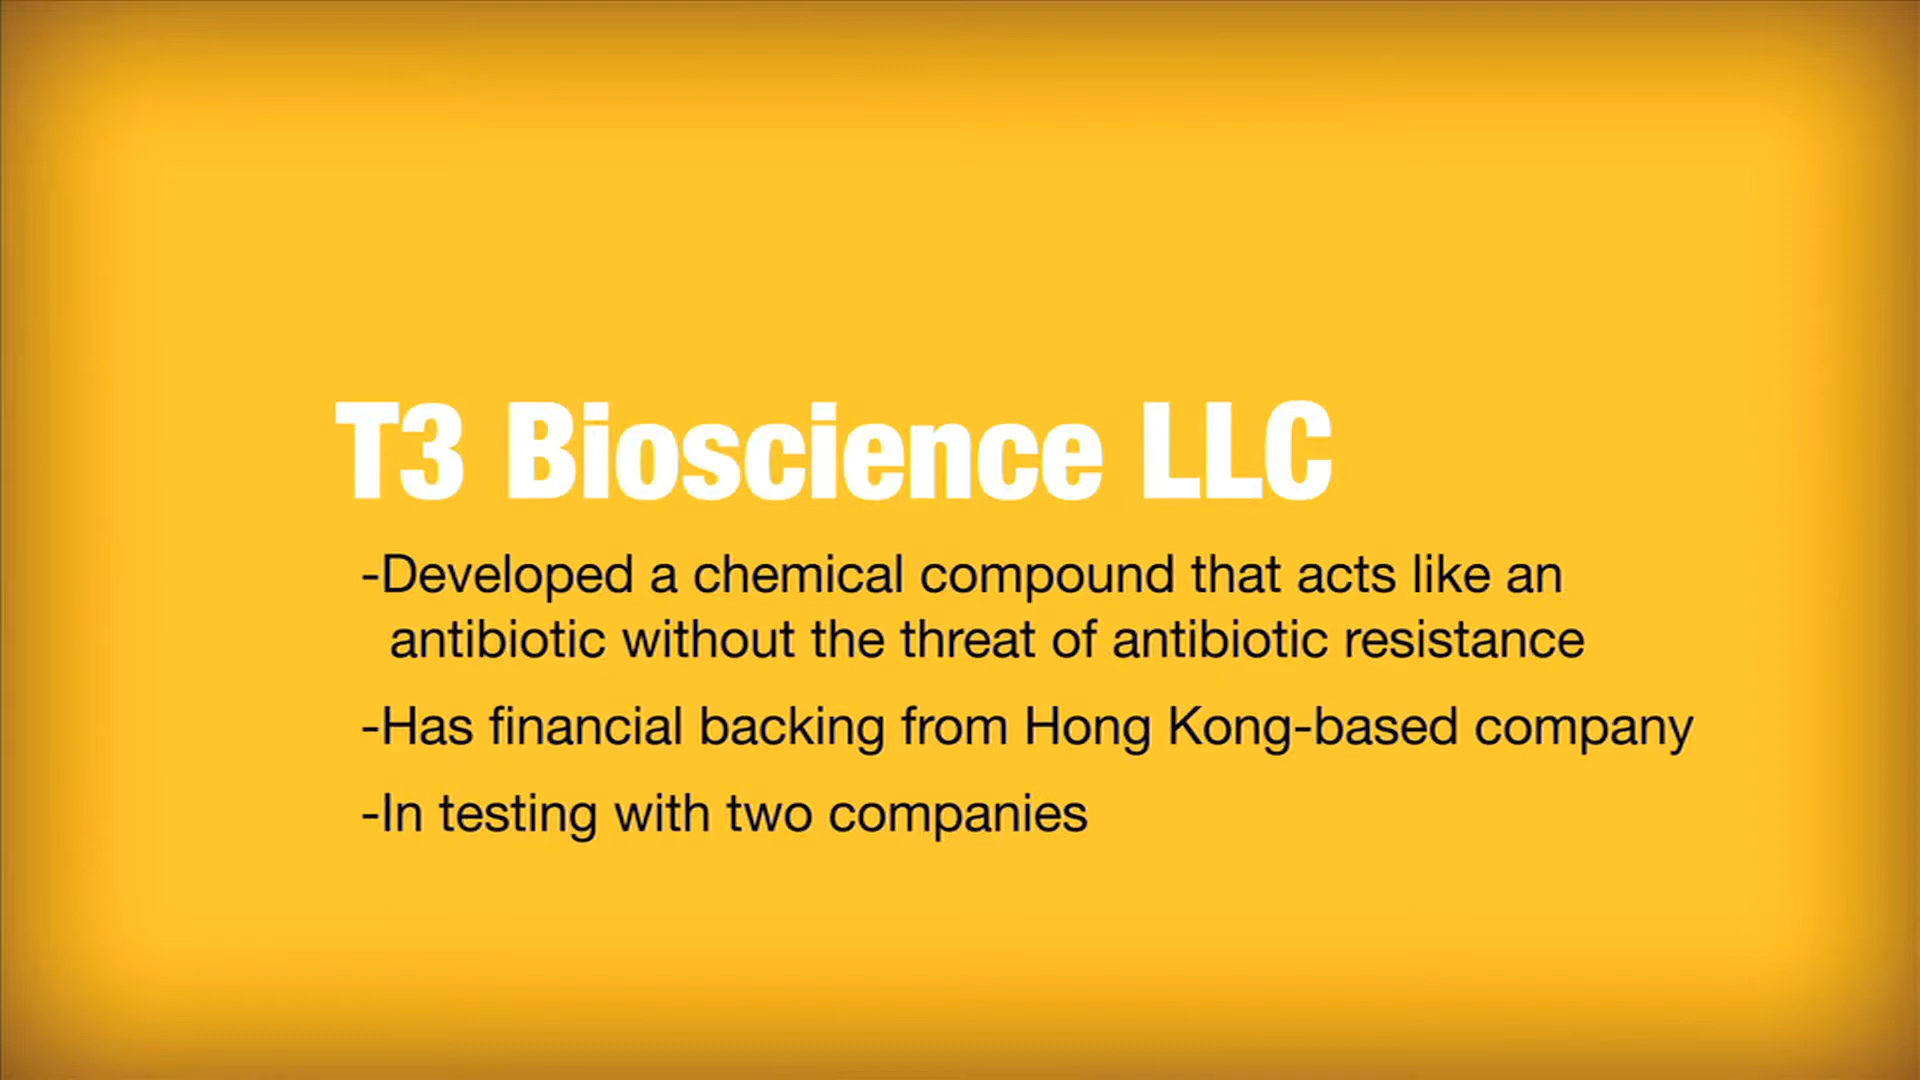 T3 Bioscience LLC
-Developed a chemical compound that acts like an
antibiotic without the threat of antibiotic resistance
-Has financial backing from Hong Kong-based company
-In testing with two companies